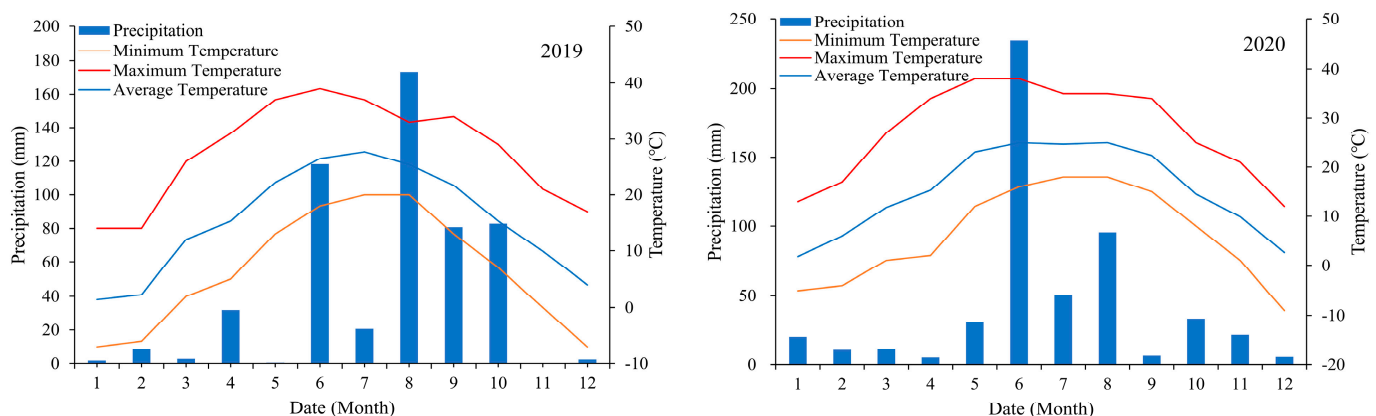 Precipitation
Minimum Temperature
Maximum Temperature
Average Temperature
2019
200
180
160
140
120
100
80
60
40
20
0
Precipitation (mm)
50
40
30
20
10
0
-10
Temperature (°C)
1 2 3 4 5 6 7 8 9 10 11 12
Date (Month)
Precipitation
Minimum Temperature
Maximum Temperature
Average Temperature
2020
250
200
150
100
50
0
Precipitation (mm)
50
40
30
20
10
0
-10
-20
Temperature (°C)
1 2 3 4 5 6 7 8 9 10 11 12
Date (Month)